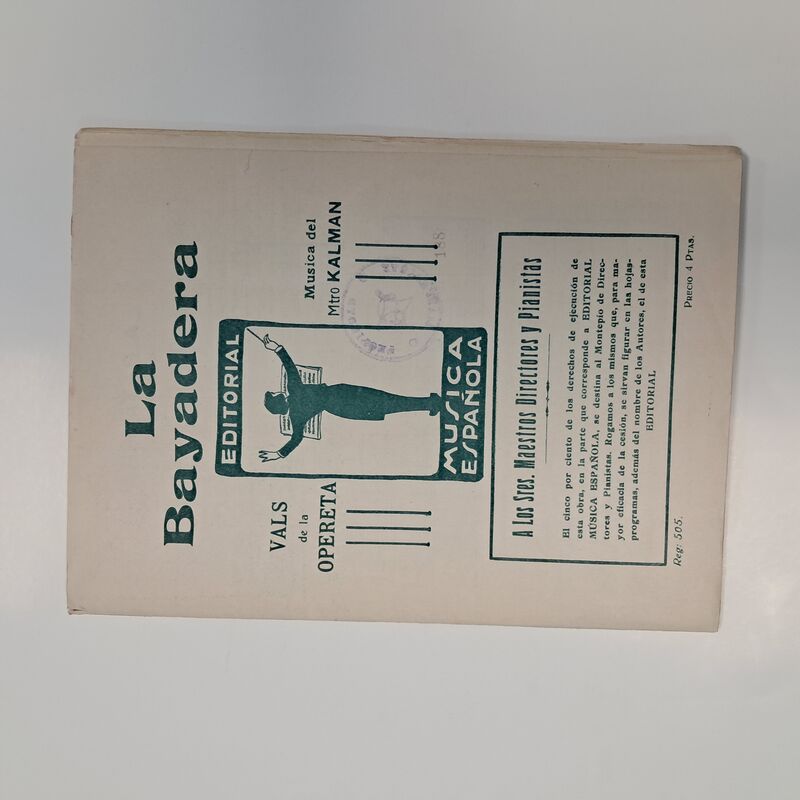 La
Bayadera
VALS
de la
OPERETA
EDITORIAL
MUSICA
ESPAÑOLA
Musica del
Mtro KALMAN
188
A Los Sres. Maestros Directores y Pianistas
El cinco por ciento de los derechos de ejecución de
esta obra, en la parte que corresponde a EDITORIAL
MUSICA ESPAÑOLA, se destina al Montepio de Direc-
tores y Pianistas. Rogamos a los mismos que, para ma-
yor eficacia de la cesión, se sirvan figurar en las hojas-
programas, además del nombre de los Autores, el de esta
EDITORIAL
Reg: 505.
PRECIO 4 PTAS.